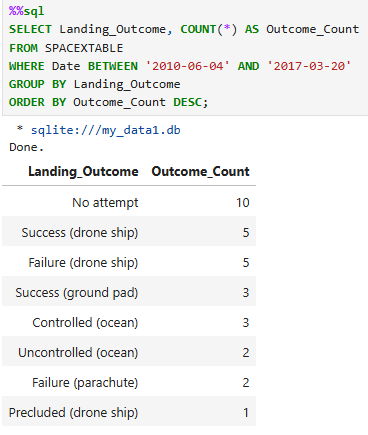 %%sql
SELECT Landing_Outcome, COUNT(*) AS Outcome_Count
FROM SPACEXTABLE
WHERE Date BETWEEN '2010-06-04' AND '2017-03-20'
GROUP BY Landing_Outcome
ORDER BY Outcome_Count DESC;
* sqlite:///my_data1.db
Done.
Landing_Outcome Outcome_Count
No attempt 10
Success (drone ship) 5
Failure (drone ship) 5
Success (ground pad) 3
Controlled (ocean) 3
Uncontrolled (ocean) 2
Failure (parachute) 2
Precluded (drone ship) 1